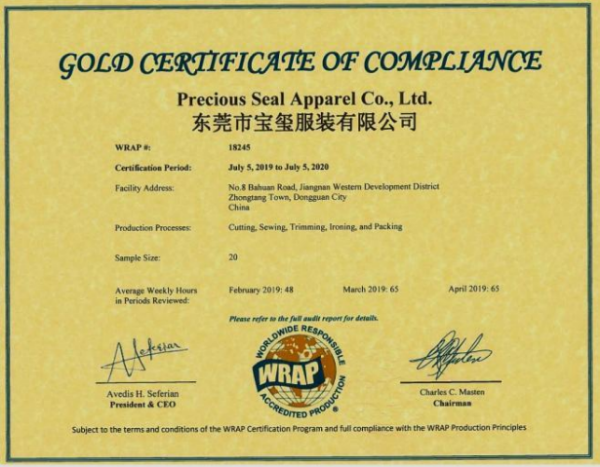 GOLD CERTIFICATE OF COMPLIANCE
Precious Seal Apparel Co., Ltd.
东莞市宝玺服装有限公司
WRAP #: 18245
Certification Period: July 5, 2019 to July 5, 2020
Facility Address: No.8 Bahuan Road, Jiangnan Western Development District
Zhongtang Town, Dongguan City
China
Production Processes: Cutting, Sewing, Trimming, Ironing, and Packing
Sample Size: 20
Average Weekly Hours February 2019: 48 March 2019: 65 April 2019: 65
in Periods Reviewed:
Please refer to the full audit report for details.
WORLDWIDE RESPONSIBLE
WRAP
ACCREDITED PRODUCTION
®
Avedis H. Seferian
President & CEO
Charles C. Masten
Chairman
Subject to the terms and conditions of the WRAP Certification Program and full compliance with the WRAP Production Principles